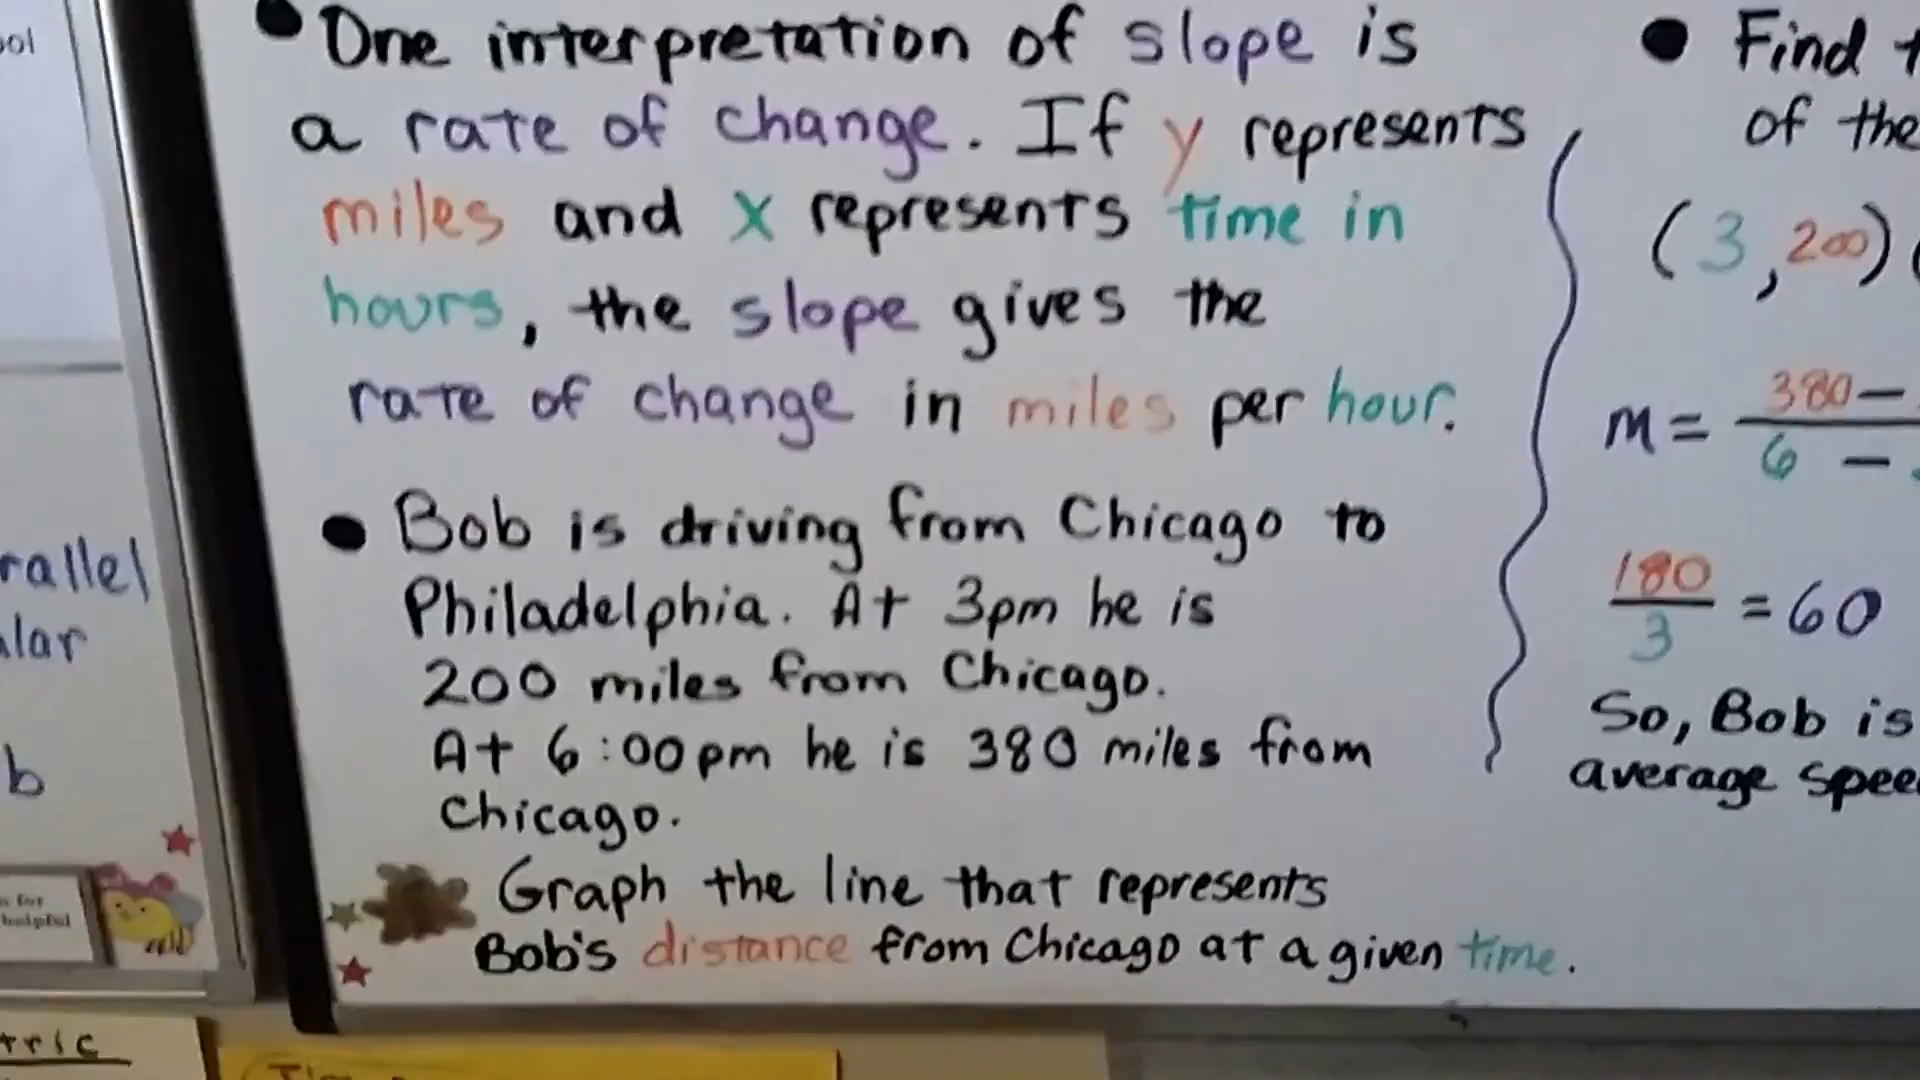 One interpretation of slope is
a rate of change. If y represents
miles and x represents time in
hours, the slope gives the
rate of change in miles per hour.
Bob is driving from Chicago to
Philadelphia. At 3pm he is
200 miles from Chicago.
At 6:00pm he is 380 miles from
Chicago.
Graph the line that represents
Bob's distance from Chicago at a given time.
Find
of the
(3,200)
m = 380 -
6 -
180
3
= 60
So, Bob is
average
b
for
helpful